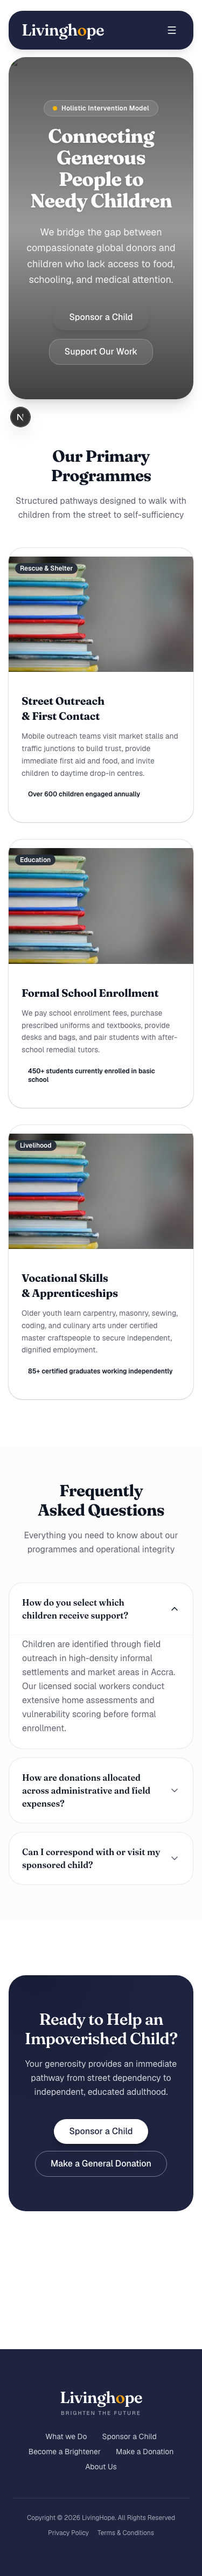 Livinghope
Holistic Intervention Model
Connecting
Generous
People to
Needy Children
We bridge the gap between
compassionate global donors and
children who lack access to food,
schooling, and medical attention.
Sponsor a Child
Support Our Work
N
Our Primary
Programmes
Structured pathways designed to walk with
children from the street to self-sufficiency
Rescue & Shelter
Street Outreach
& First Contact
Mobile outreach teams visit market stalls and
traffic junctions to build trust, provide
immediate first aid and food, and invite
children to daytime drop-in centres.
Over 600 children engaged annually
Education
Formal School Enrollment
We pay school enrollment fees, purchase
prescribed uniforms and textbooks, provide
desks and bags, and pair students with after-
school remedial tutors.
450+ students currently enrolled in basic
school
Livelihood
Vocational Skills
& Apprenticeships
Older youth learn carpentry, masonry, sewing,
coding, and culinary arts under certified
master craftspeople to secure independent,
dignified employment.
85+ certified graduates working independently
Frequently
Asked Questions
Everything you need to know about our
programmes and operational integrity
How do you select which
children receive support?
Children are identified through field
outreach in high-density informal
settlements and market areas in Accra.
Our licensed social workers conduct
extensive home assessments and
vulnerability scoring before formal
enrollment.
How are donations allocated
across administrative and field
expenses?
Can I correspond with or visit my
sponsored child?
Ready to Help an
Impoverished Child?
Your generosity provides an immediate
pathway from street dependency to
independent, educated adulthood.
Sponsor a Child
Make a General Donation
Livinghope
BRIGHTEN THE FUTURE
What we Do Sponsor a Child
Become a Brightener Make a Donation
About Us
Copyright © 2026 LivingHope. All Rights Reserved
Privacy Policy Terms & Conditions